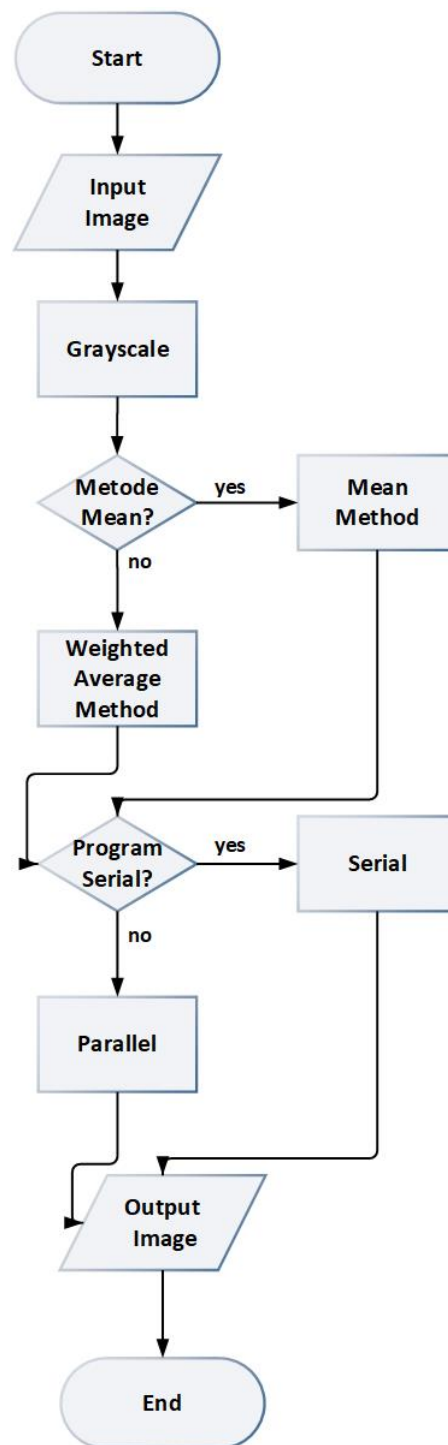 Start
Input
Image
Grayscale
Metode
Mean?
yes
Mean
Method
no
Weighted
Average
Method
Program
Serial?
yes
Serial
no
Parallel
Output
Image
End